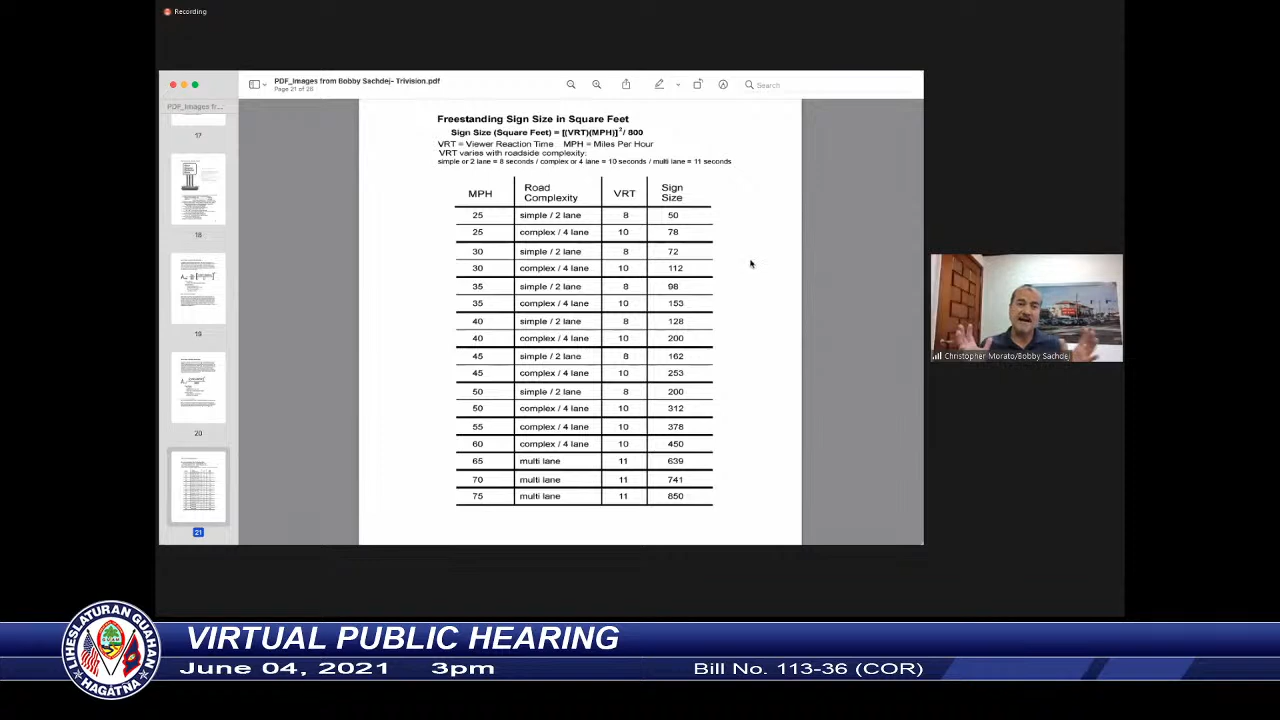 Recording
PDF_Images from Bobby Sachdej- Trivision.pdf
Page 21 of 26
Search
PDF_Images fr...
17
18
19
20
21
Freestanding Sign Size in Square Feet
Sign Size (Square Feet) = [(VRT)(MPH)]²/ 800
VRT = Viewer Reaction Time MPH = Miles Per Hour
VRT varies with roadside complexity:
simple or 2 lane = 8 seconds / complex or 4 lane = 10 seconds / multi lane = 11 seconds
MPH Road Complexity VRT Sign Size
25 simple / 2 lane 8 50
25 complex / 4 lane 10 78
30 simple / 2 lane 8 72
30 complex / 4 lane 10 112
35 simple / 2 lane 8 98
35 complex / 4 lane 10 153
40 simple / 2 lane 8 128
40 complex / 4 lane 10 200
45 simple / 2 lane 8 162
45 complex / 4 lane 10 253
50 simple / 2 lane 8 200
50 complex / 4 lane 10 312
55 complex / 4 lane 10 378
60 complex / 4 lane 10 450
65 multi lane 11 639
70 multi lane 11 741
75 multi lane 11 850
Christopher Morato/Bobby Sachdej
LIHESLATURAN GUAHAN
HAGÅTÑA
VIRTUAL PUBLIC HEARING
June 04, 2021 3pm
Bill No. 113-36 (COR)